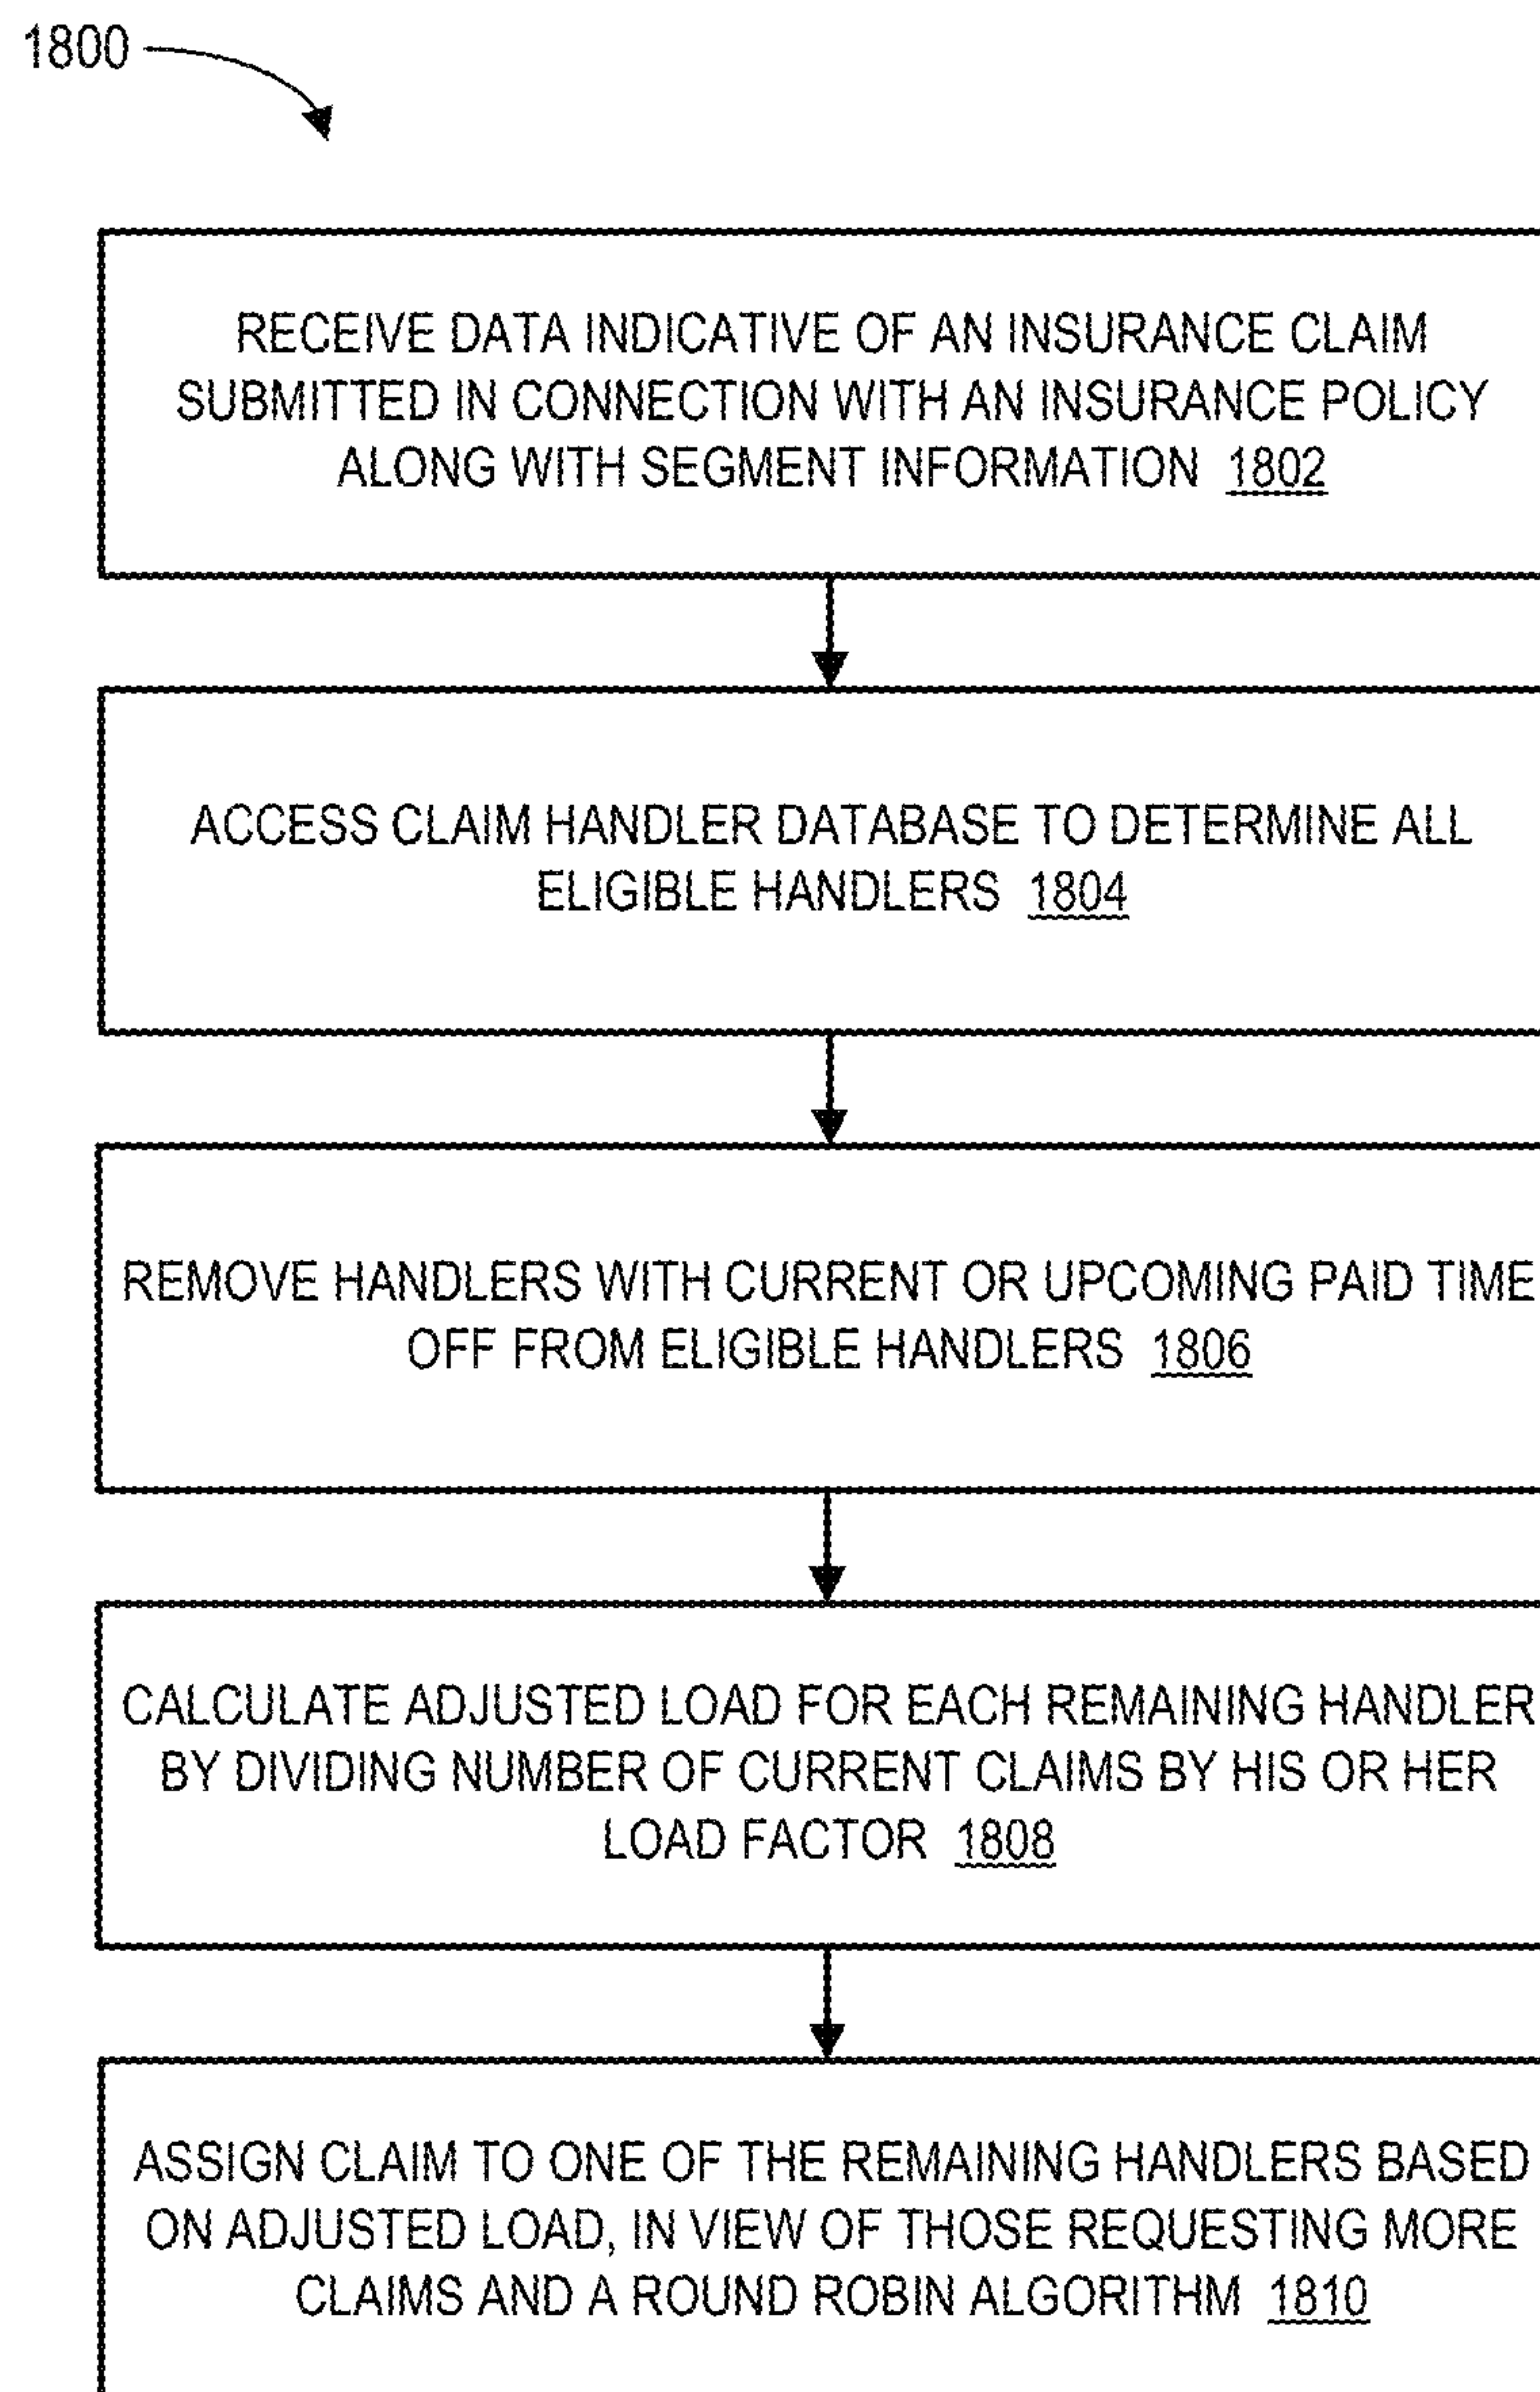 1800
RECEIVE DATA INDICATIVE OF AN INSURANCE CLAIM
SUBMITTED IN CONNECTION WITH AN INSURANCE POLICY
ALONG WITH SEGMENT INFORMATION 1802
ACCESS CLAIM HANDLER DATABASE TO DETERMINE ALL
ELIGIBLE HANDLERS 1804
REMOVE HANDLERS WITH CURRENT OR UPCOMING PAID TIME
OFF FROM ELIGIBLE HANDLERS 1806
CALCULATE ADJUSTED LOAD FOR EACH REMAINING HANDLER
BY DIVIDING NUMBER OF CURRENT CLAIMS BY HIS OR HER
LOAD FACTOR 1808
ASSIGN CLAIM TO ONE OF THE REMAINING HANDLERS BASED
ON ADJUSTED LOAD, IN VIEW OF THOSE REQUESTING MORE
CLAIMS AND A ROUND ROBIN ALGORITHM 1810